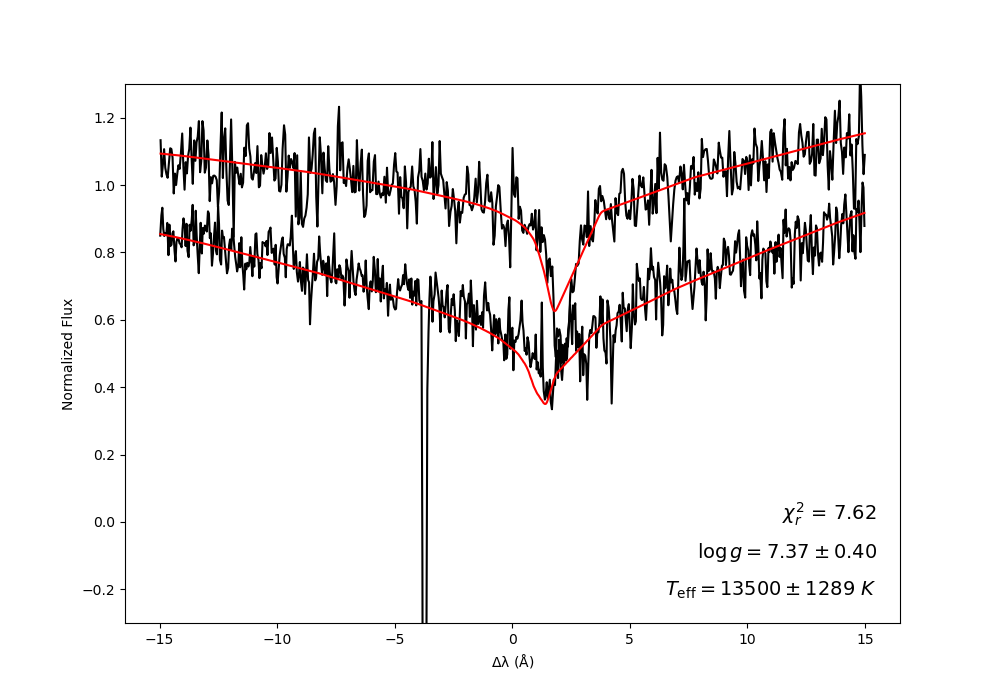 1.2
1.0
0.8
0.6
0.4
0.2
0.0
−0.2
Normalized Flux
χ²ᵣ = 7.62
log g = 7.37 ± 0.40
T_eff = 13500 ± 1289 K
−15 −10 −5 0 5 10 15
Δλ (Å)